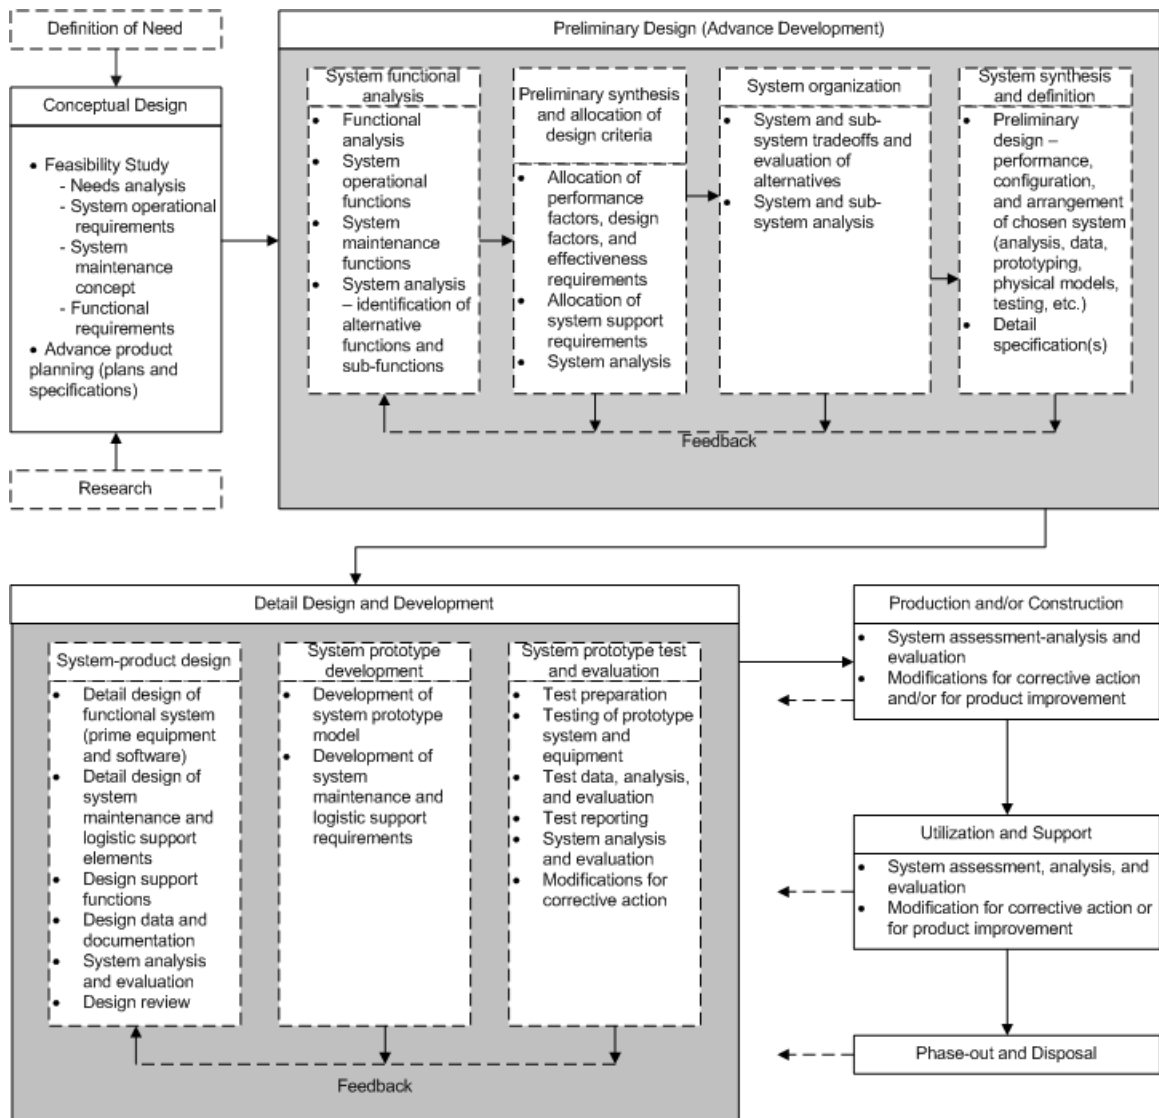 Definition of Need
Conceptual Design
• Feasibility Study
- Needs analysis
- System operational
requirements
- System
maintenance
concept
- Functional
requirements
• Advance product
planning (plans and
specifications)
Research
Preliminary Design (Advance Development)
System functional
analysis
• Functional
analysis
• System
operational
functions
• System
maintenance
functions
• System analysis
– identification of
alternative
functions and
sub-functions
Preliminary synthesis
and allocation of
design criteria
• Allocation of
performance
factors, design
factors, and
effectiveness
requirements
• Allocation of
system support
requirements
• System analysis
System organization
• System and sub-
system tradeoffs and
evaluation of
alternatives
• System and sub-
system analysis
System synthesis
and definition
• Preliminary
design –
performance,
configuration,
and arrangement
of chosen system
(analysis, data,
prototyping,
physical models,
testing, etc.)
• Detail
specification(s)
Feedback
Detail Design and Development
System-product design
• Detail design of
functional system
(prime equipment
and software)
• Detail design of
system
maintenance and
logistic support
elements
• Design support
functions
• Design data and
documentation
• System analysis
and evaluation
• Design review
System prototype
development
• Development of
system prototype
model
• Development of
system
maintenance and
logistic support
requirements
System prototype test
and evaluation
• Test preparation
• Testing of prototype
system and
equipment
• Test data, analysis,
and evaluation
• Test reporting
• System analysis
and evaluation
• Modifications for
corrective action
Feedback
Production and/or Construction
• System assessment-analysis and
evaluation
• Modifications for corrective action
and/or for product improvement
Utilization and Support
• System assessment, analysis, and
evaluation
• Modification for corrective action or
for product improvement
Phase-out and Disposal